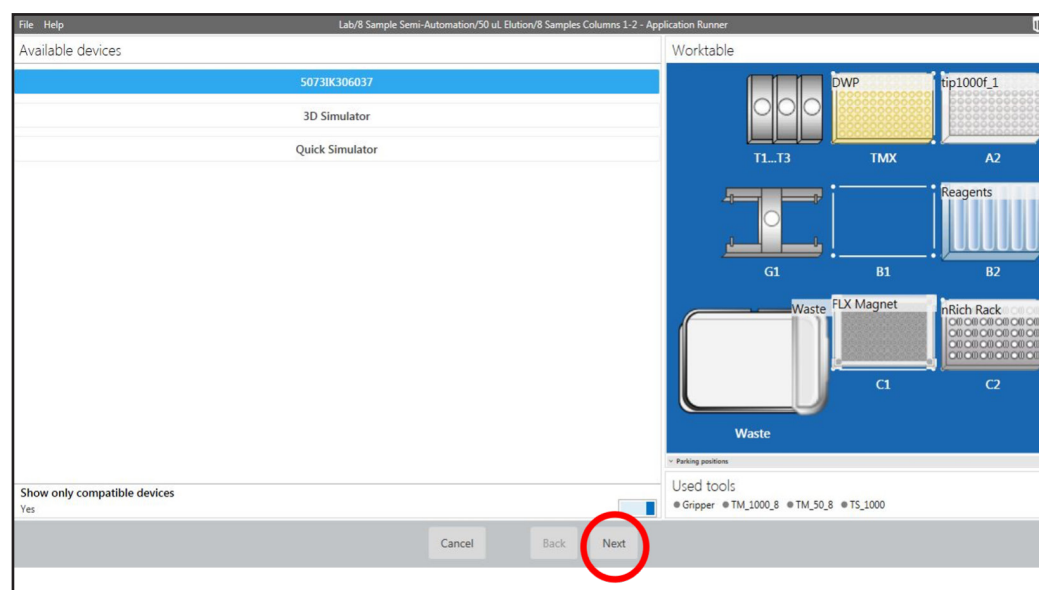 File Help
Lab/8 Sample Semi-Automation/50 uL Elution/8 Samples Columns 1-2 - Application Runner
Available devices
5073IK306037
3D Simulator
Quick Simulator
Show only compatible devices
Yes
Worktable
DWP
tip1000f_1
T1...T3
TMX
A2
Reagents
G1
B1
B2
Waste
FLX Magnet
nRich Rack
C1
C2
Waste
Parking positions
Used tools
Gripper TM_1000_8 TM_50_8 TS_1000
Cancel
Back
Next